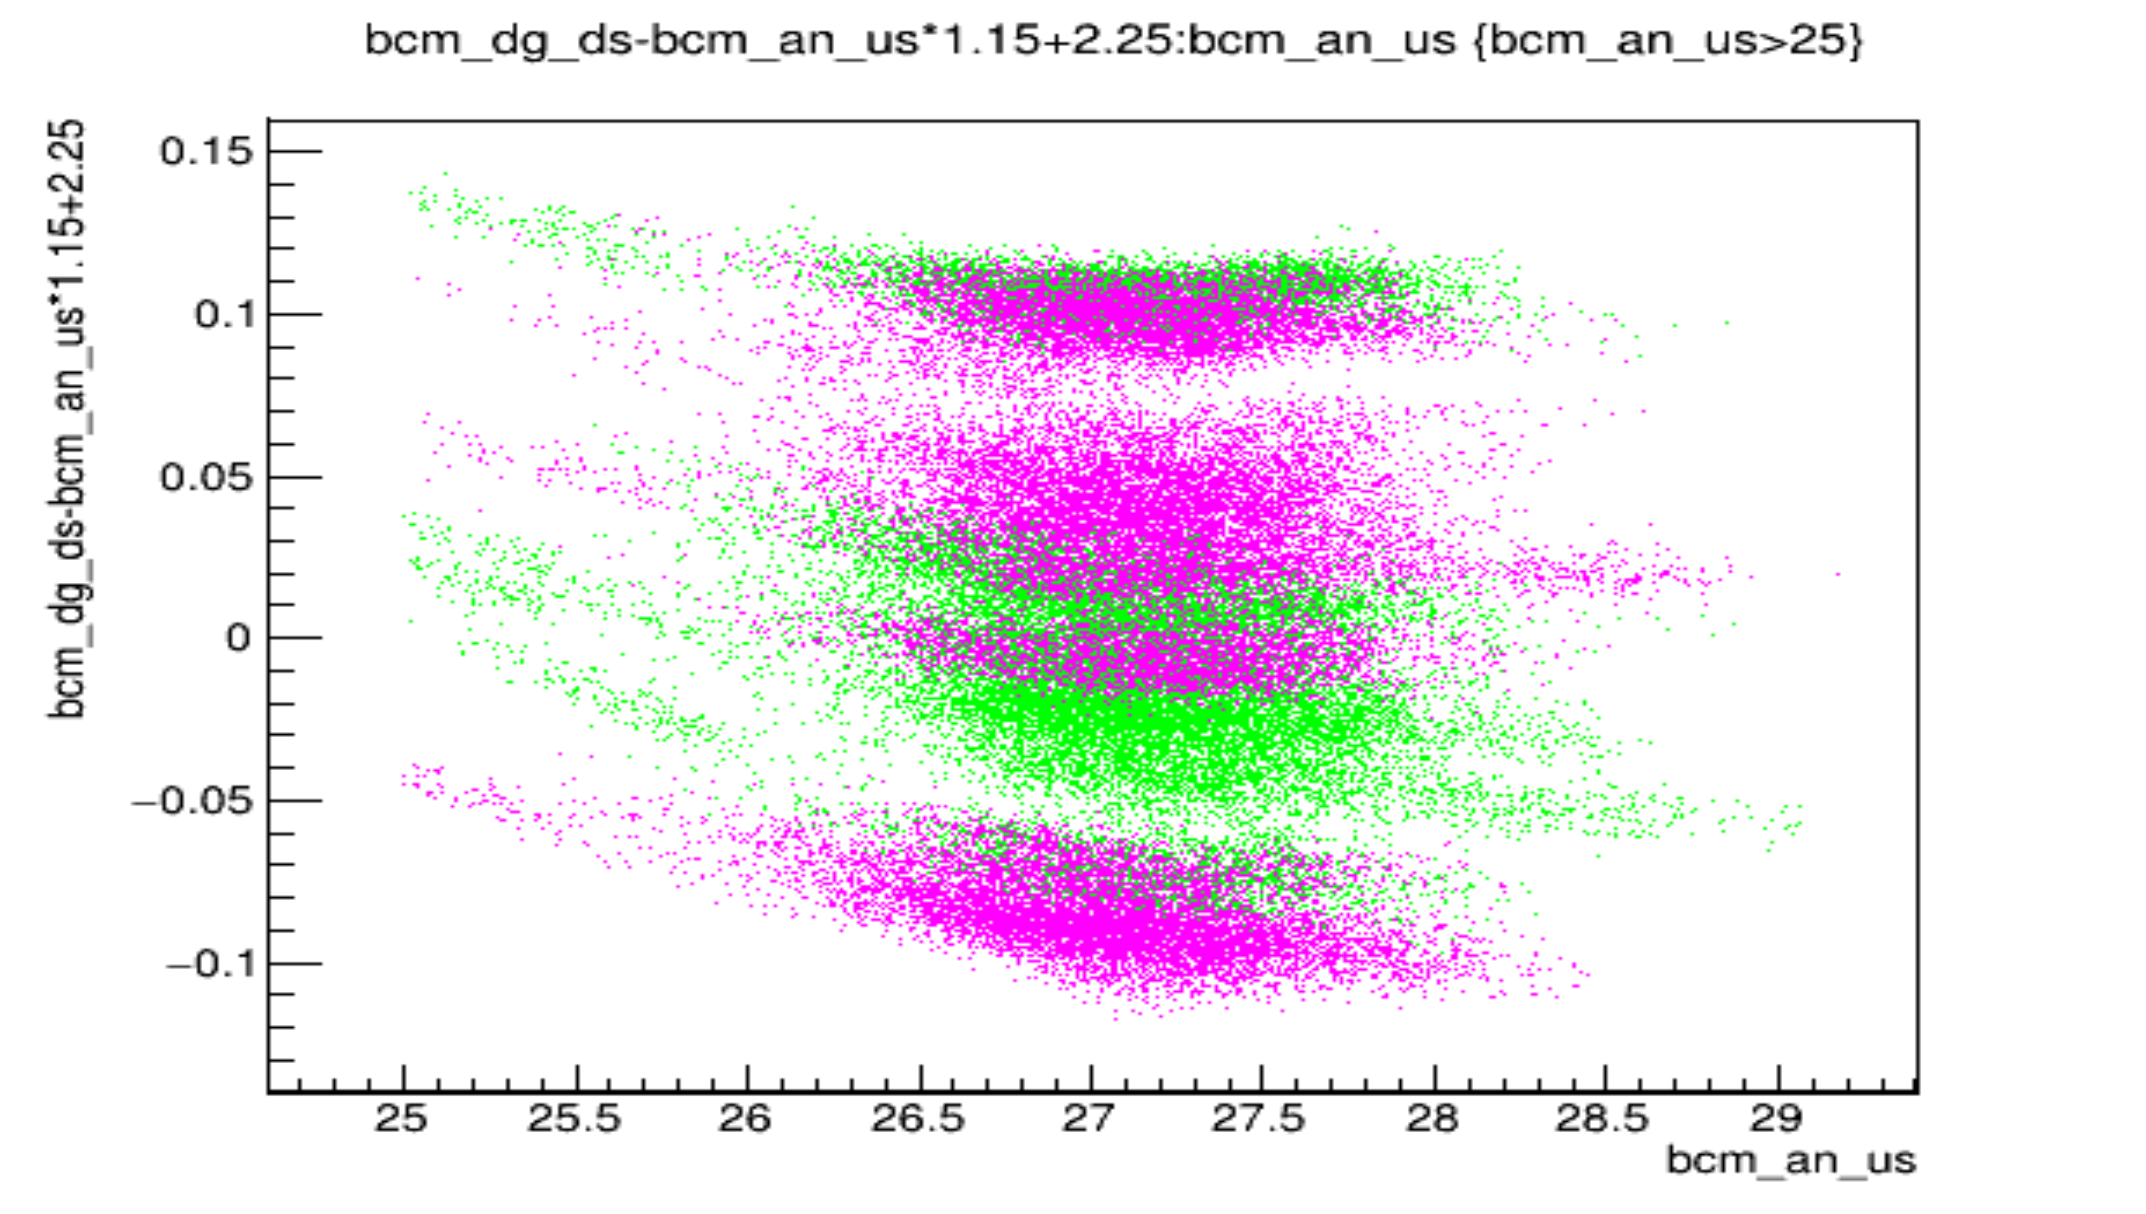 bcm_dg_ds-bcm_an_us*1.15+2.25:bcm_an_us {bcm_an_us>25}
bcm_dg_ds-bcm_an_us*1.15+2.25
0.15
0.1
0.05
0
−0.05
−0.1
25 25.5 26 26.5 27 27.5 28 28.5 29
bcm_an_us